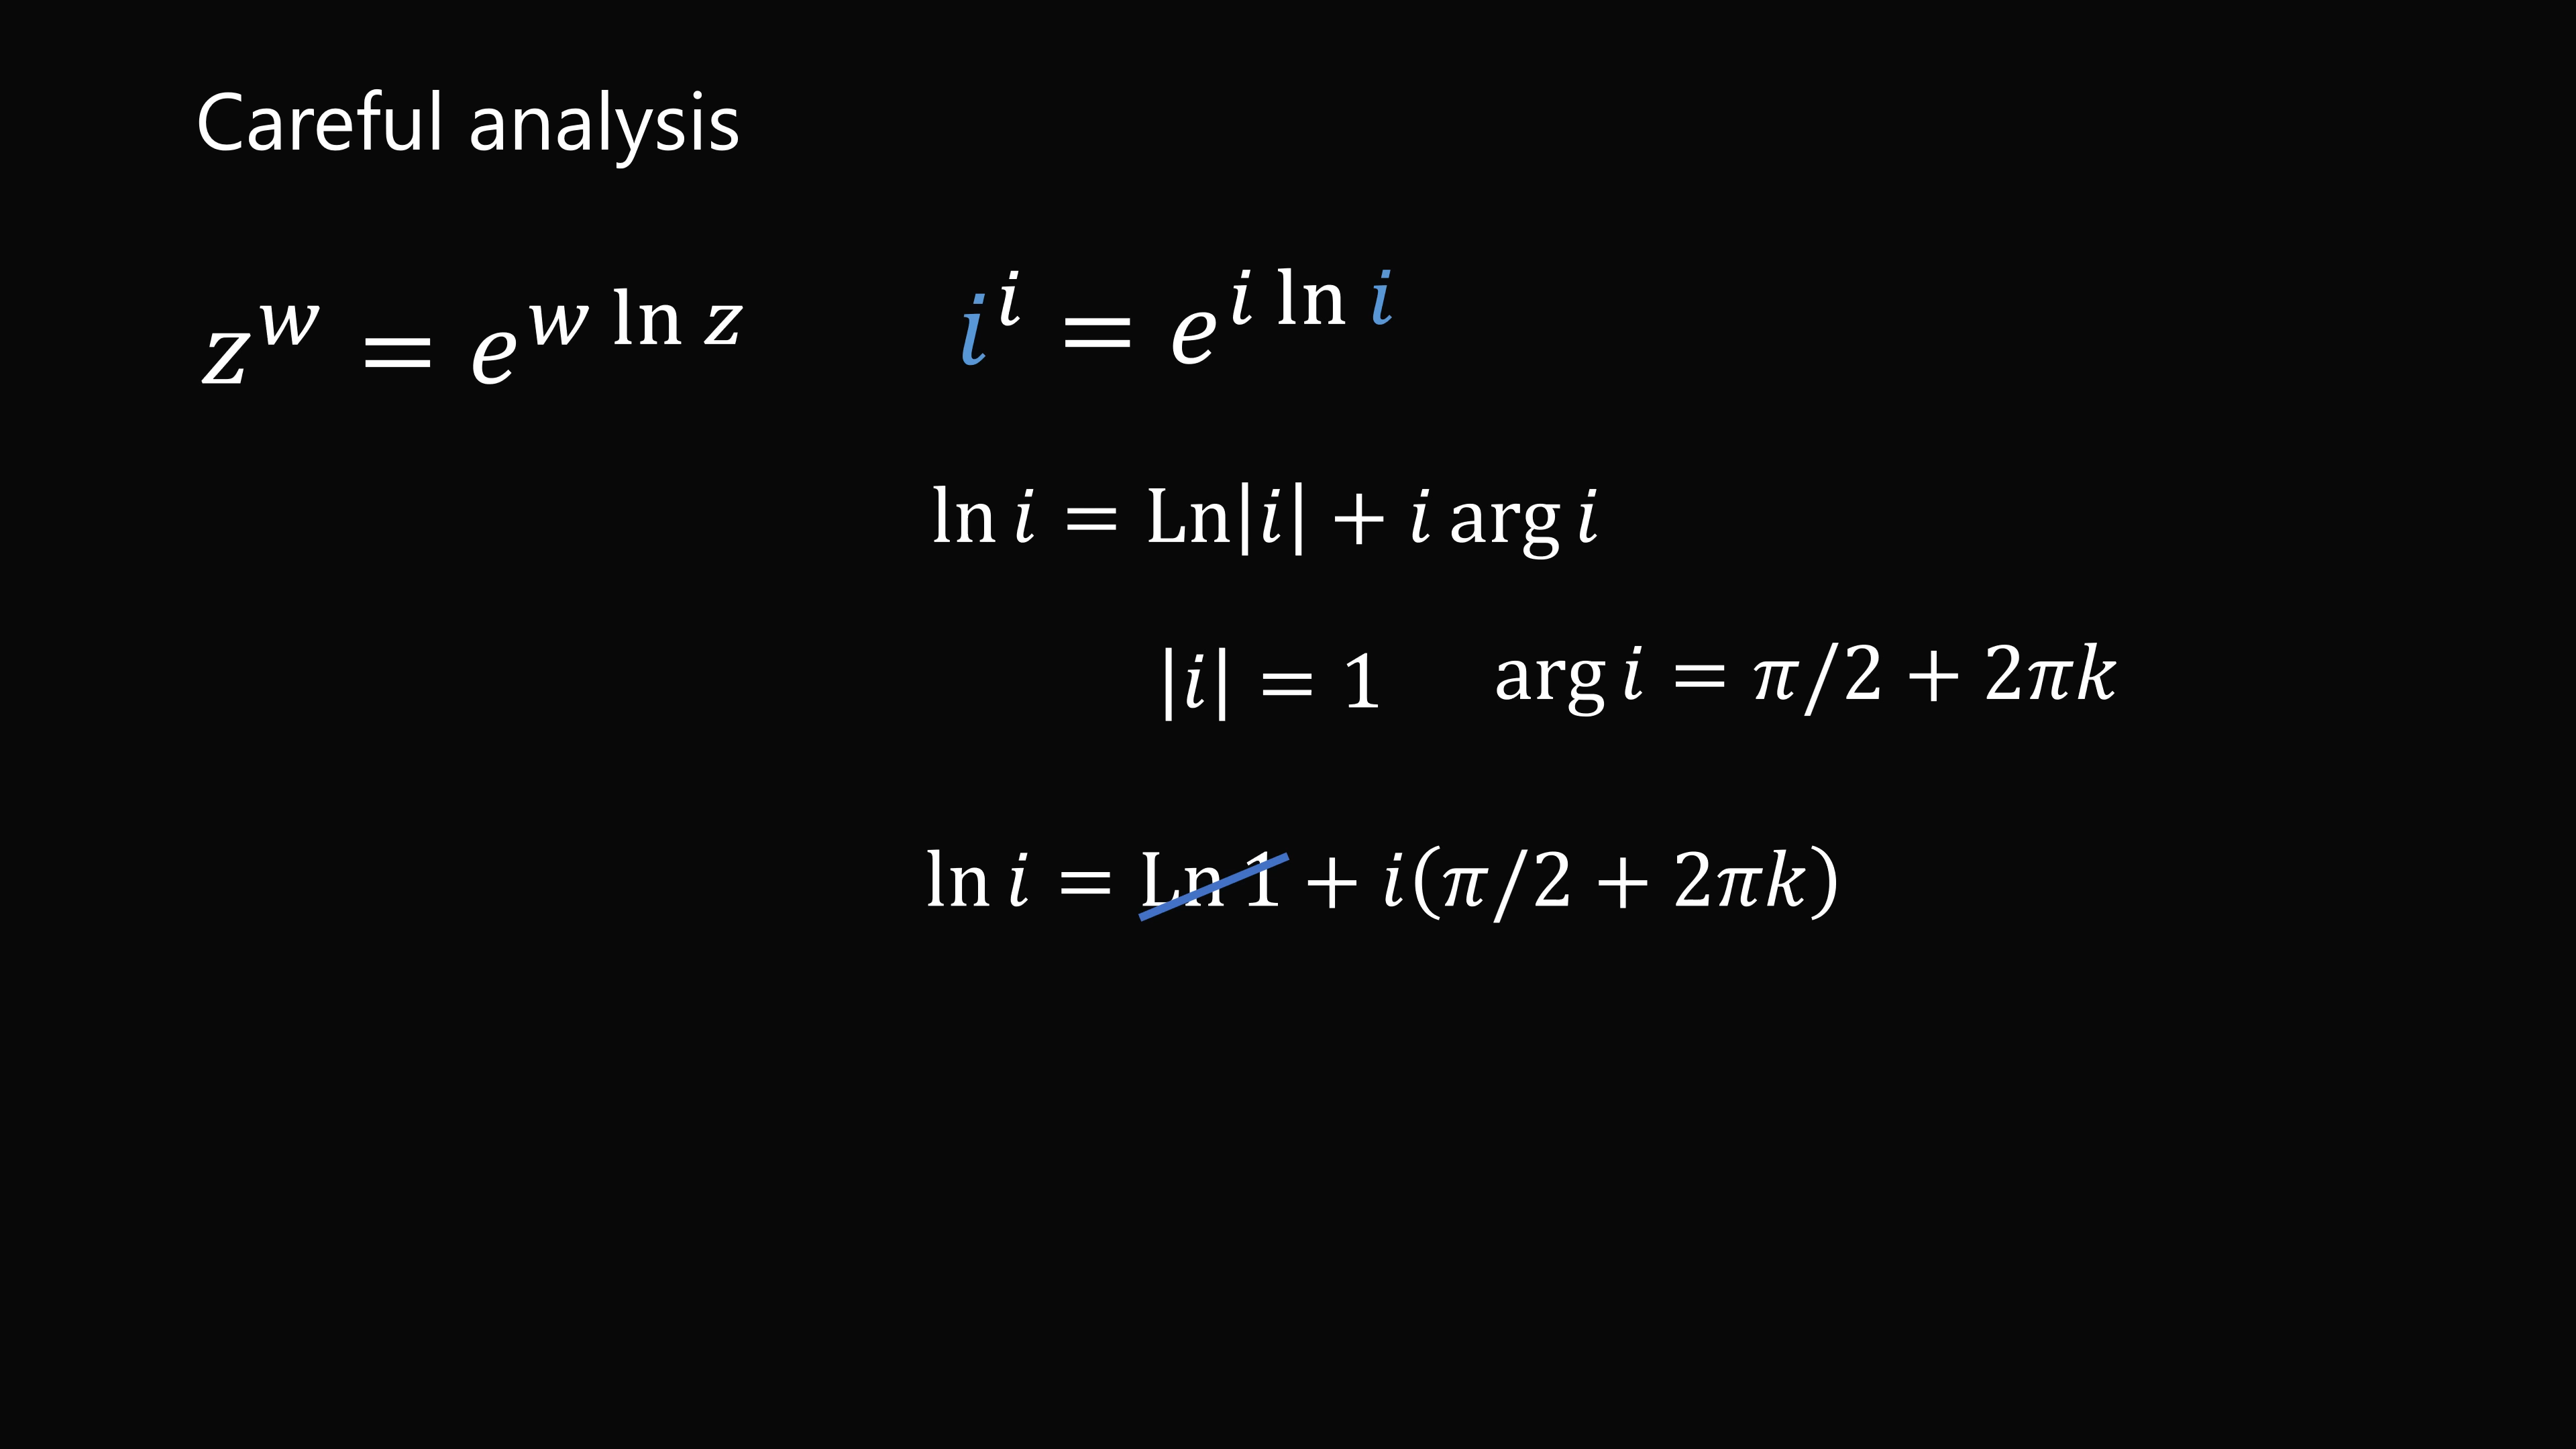 Careful analysis
z^w = e^{w ln z}
i^i = e^{i ln i}
ln i = Ln|i| + i arg i
|i| = 1
arg i = π/2 + 2πk
ln i = Ln 1 + i(π/2 + 2πk)